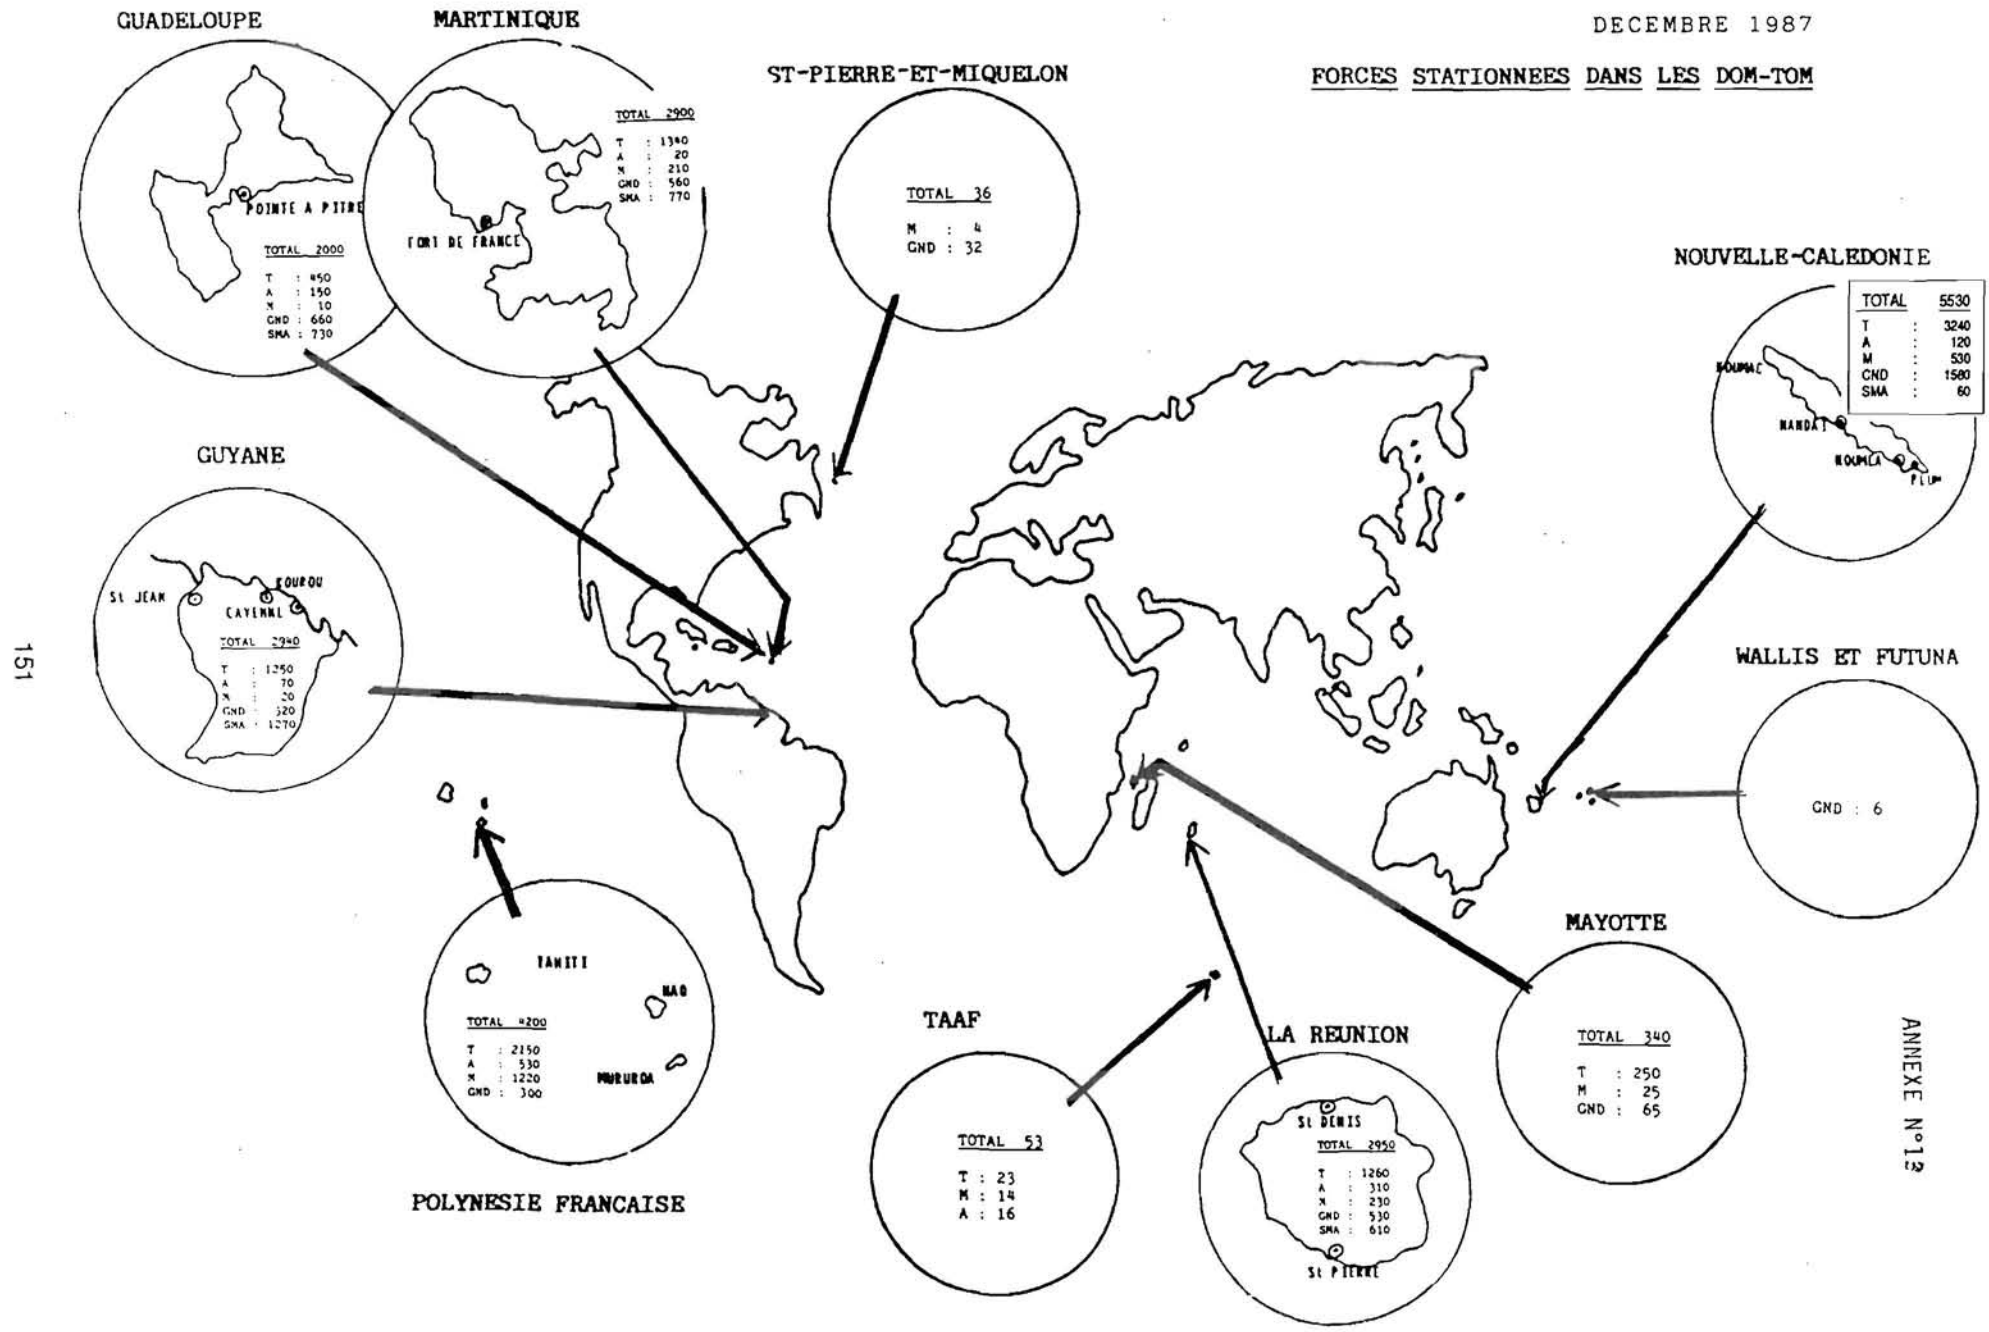 DECEMBRE 1987
FORCES STATIONNEES DANS LES DOM-TOM
GUADELOUPE
POINTE A PITRE
TOTAL 2000
T : 450
A : 150
M : 10
GND : 660
SMA : 730
MARTINIQUE
FORT DE FRANCE
TOTAL 2900
T : 1340
A : 20
M : 210
GND : 560
SMA : 770
ST-PIERRE-ET-MIQUELON
TOTAL 36
M : 4
GND : 32
NOUVELLE-CALEDONIE
TOTAL 5530
T : 3240
A : 120
M : 530
GND : 1580
SMA : 60
KOUMAC
NANDAI
NOUMEA
PLUM
GUYANE
St JEAN
KOUROU
CAYENNE
TOTAL 2940
T : 1250
A : 70
M : 20
GND : 320
SMA : 1270
WALLIS ET FUTUNA
GND : 6
POLYNESIE FRANCAISE
TAHITI
HAO
MURUROA
TOTAL 4200
T : 2150
A : 530
M : 1220
GND : 300
TAAF
TOTAL 53
T : 23
M : 14
A : 16
LA REUNION
St DENIS
TOTAL 2950
T : 1260
A : 310
M : 230
GND : 530
SMA : 610
St PIERRE
MAYOTTE
TOTAL 340
T : 250
M : 25
GND : 65
ANNEXE N°12
151